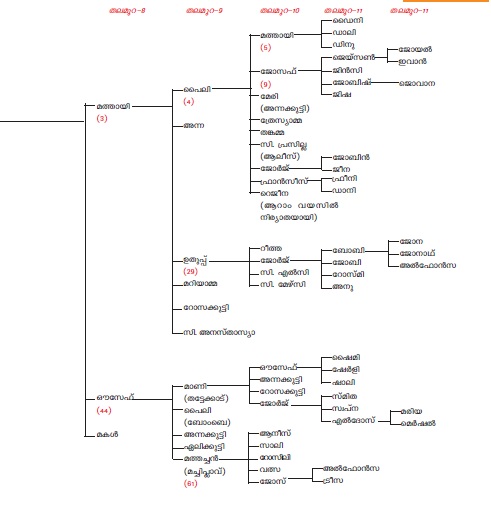 തലമുറ-8 തലമുറ-9 തലമുറ-10 തലമുറ-11 തലമുറ-11
ഡൈനി
മത്തായി ഡാലി
(5) ഡിനു
ജെയ്സൺ ജോയൽ
ജോസഫ് ജിൻസി ഇവാൻ
(9) ജോബിഷ് ജൊവാന
പൈലി മേരി ജിഷ
മത്തായി (4) (അന്നക്കുട്ടി)
(3) ത്രേസ്യാമ്മ
അന്ന തങ്കമ്മ
സി. പ്രസില്ല
(ആലീസ്) ജോബിൻ
ജോർജ് ജീന
ഫ്രാൻസീസ് ഫ്രീനി
റെജീന ഡാനി
(ആറാം വയസിൽ
നിര്യാതയായി)
റീത്ത ബോബി ജോന
ഉതുപ്പ് ജോർജ് ജോബി ജോനാഥ്
(29) സി. എൽസി റോസ്മി അൽഫോൻസ
മറിയാമ്മ സി. മേഴ്സി അനു
റോസക്കുട്ടി
സി. അനസ്താസ്യാ
ഷൈമി
ഔസേഫ് ഷേർളി
മാണി അന്നക്കുട്ടി ഷാലി
ഔസേഫ് (തട്ടേക്കാട്) റോസക്കുട്ടി സ്മിത
(44) പൈലി ജോർജ് സ്വപ്ന മരിയ
(ബോംബെ) എൽദോസ് മെർഷൽ
മകൾ അന്നക്കുട്ടി ആനീസ്
ഏലിക്കുട്ടി സാലി
മത്തച്ചൻ റോസിലി
(മച്ചിപ്ലാവ്) വത്സ അൽഫോൻസ
(61) ജോസ് ട്രീസ